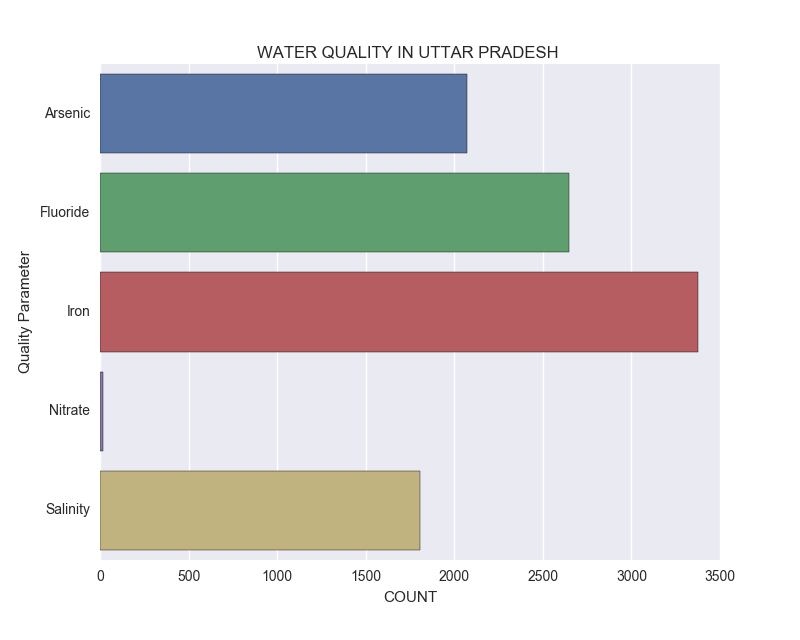 WATER QUALITY IN UTTAR PRADESH
Quality Parameter
Arsenic
Fluoride
Iron
Nitrate
Salinity
0 500 1000 1500 2000 2500 3000 3500
COUNT